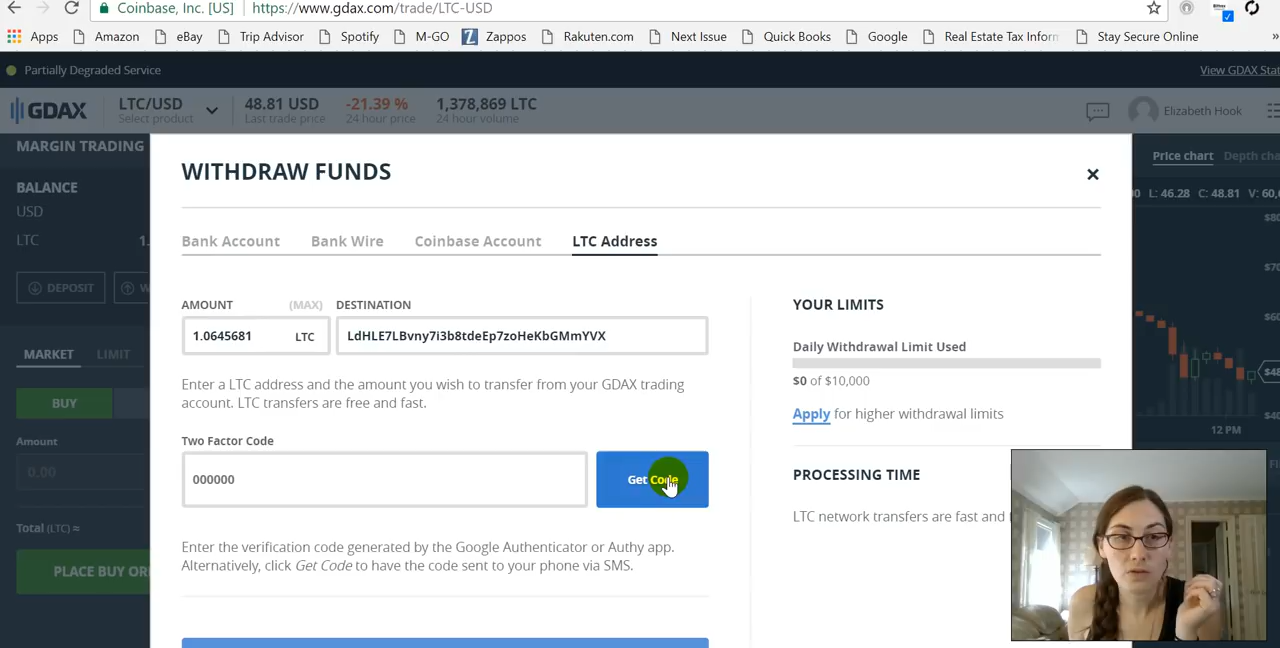 Coinbase, Inc. [US] https://www.gdax.com/trade/LTC-USD
Apps Amazon eBay Trip Advisor Spotify M-GO Zappos Rakuten.com Next Issue Quick Books Google Real Estate Tax Inform Stay Secure Online »
Partially Degraded Service View GDAX Stat
GDAX LTC/USD 48.81 USD -21.39 % 1,378,869 LTC Elizabeth Hook
Select product Last trade price 24 hour price 24 hour volume
MARGIN TRADING
WITHDRAW FUNDS
Price chart Depth cha
BALANCE
USD
LTC 1.
L: 46.28 C: 48.81 V: 60,
Bank Account Bank Wire Coinbase Account LTC Address
DEPOSIT W
AMOUNT (MAX) DESTINATION
1.0645681 LTC LdHLE7LBvny7i3b8tdeEp7zoHeKbGMmYVX
YOUR LIMITS
Daily Withdrawal Limit Used
$0 of $10,000
Apply for higher withdrawal limits
MARKET LIMIT
BUY
Enter a LTC address and the amount you wish to transfer from your GDAX trading
account. LTC transfers are free and fast.
Amount
0.00
Two Factor Code
000000 Get Code
PROCESSING TIME
LTC network transfers are fast and
Total (LTC) ≈
PLACE BUY OR
Enter the verification code generated by the Google Authenticator or Authy app.
Alternatively, click Get Code to have the code sent to your phone via SMS.
12 PM